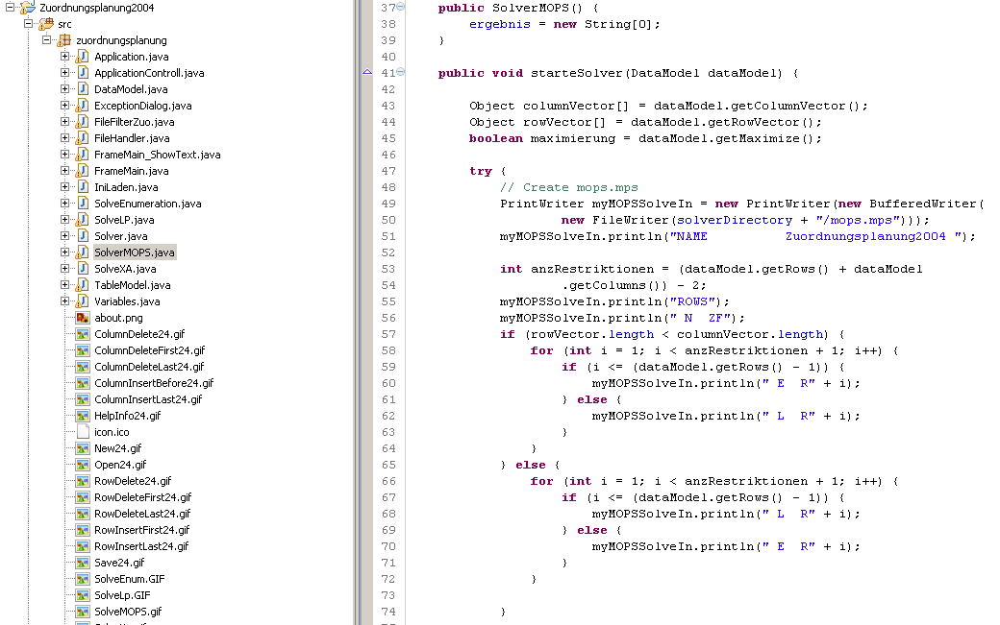 Zuordnungsplanung2004
src
zuordnungsplanung
Application.java
ApplicationControll.java
DataModel.java
ExceptionDialog.java
FileFilterZuo.java
FileHandler.java
FrameMain_ShowText.java
FrameMain.java
IniLaden.java
SolveEnumeration.java
SolveLP.java
Solver.java
SolverMOPS.java
SolveXA.java
TableModel.java
Variables.java
about.png
ColumnDelete24.gif
ColumnDeleteFirst24.gif
ColumnDeleteLast24.gif
ColumnInsertBefore24.gif
ColumnInsertLast24.gif
HelpInfo24.gif
icon.ico
New24.gif
Open24.gif
RowDelete24.gif
RowDeleteFirst24.gif
RowDeleteLast24.gif
RowInsertFirst24.gif
RowInsertLast24.gif
Save24.gif
SolveEnum.GIF
SolveLp.GIF
SolveMOPS.gif
37 public SolverMOPS() {
38 ergebnis = new String[0];
39 }
40
41 public void starteSolver(DataModel dataModel) {
42
43 Object columnVector[] = dataModel.getColumnVector();
44 Object rowVector[] = dataModel.getRowVector();
45 boolean maximierung = dataModel.getMaximize();
46
47 try {
48 // Create mops.mps
49 PrintWriter myMOPSSolveIn = new PrintWriter(new BufferedWriter(
50 new FileWriter(solverDirectory + "/mops.mps")));
51 myMOPSSolveIn.println("NAME          Zuordnungsplanung2004 ");
52
53 int anzRestriktionen = (dataModel.getRows() + dataModel
54 .getColumns()) - 2;
55 myMOPSSolveIn.println("ROWS");
56 myMOPSSolveIn.println(" N  ZF");
57 if (rowVector.length < columnVector.length) {
58 for (int i = 1; i < anzRestriktionen + 1; i++) {
59 if (i <= (dataModel.getRows() - 1)) {
60 myMOPSSolveIn.println(" E  R" + i);
61 } else {
62 myMOPSSolveIn.println(" L  R" + i);
63 }
64 }
65 } else {
66 for (int i = 1; i < anzRestriktionen + 1; i++) {
67 if (i <= (dataModel.getRows() - 1)) {
68 myMOPSSolveIn.println(" L  R" + i);
69 } else {
70 myMOPSSolveIn.println(" E  R" + i);
71 }
72 }
73
74 }